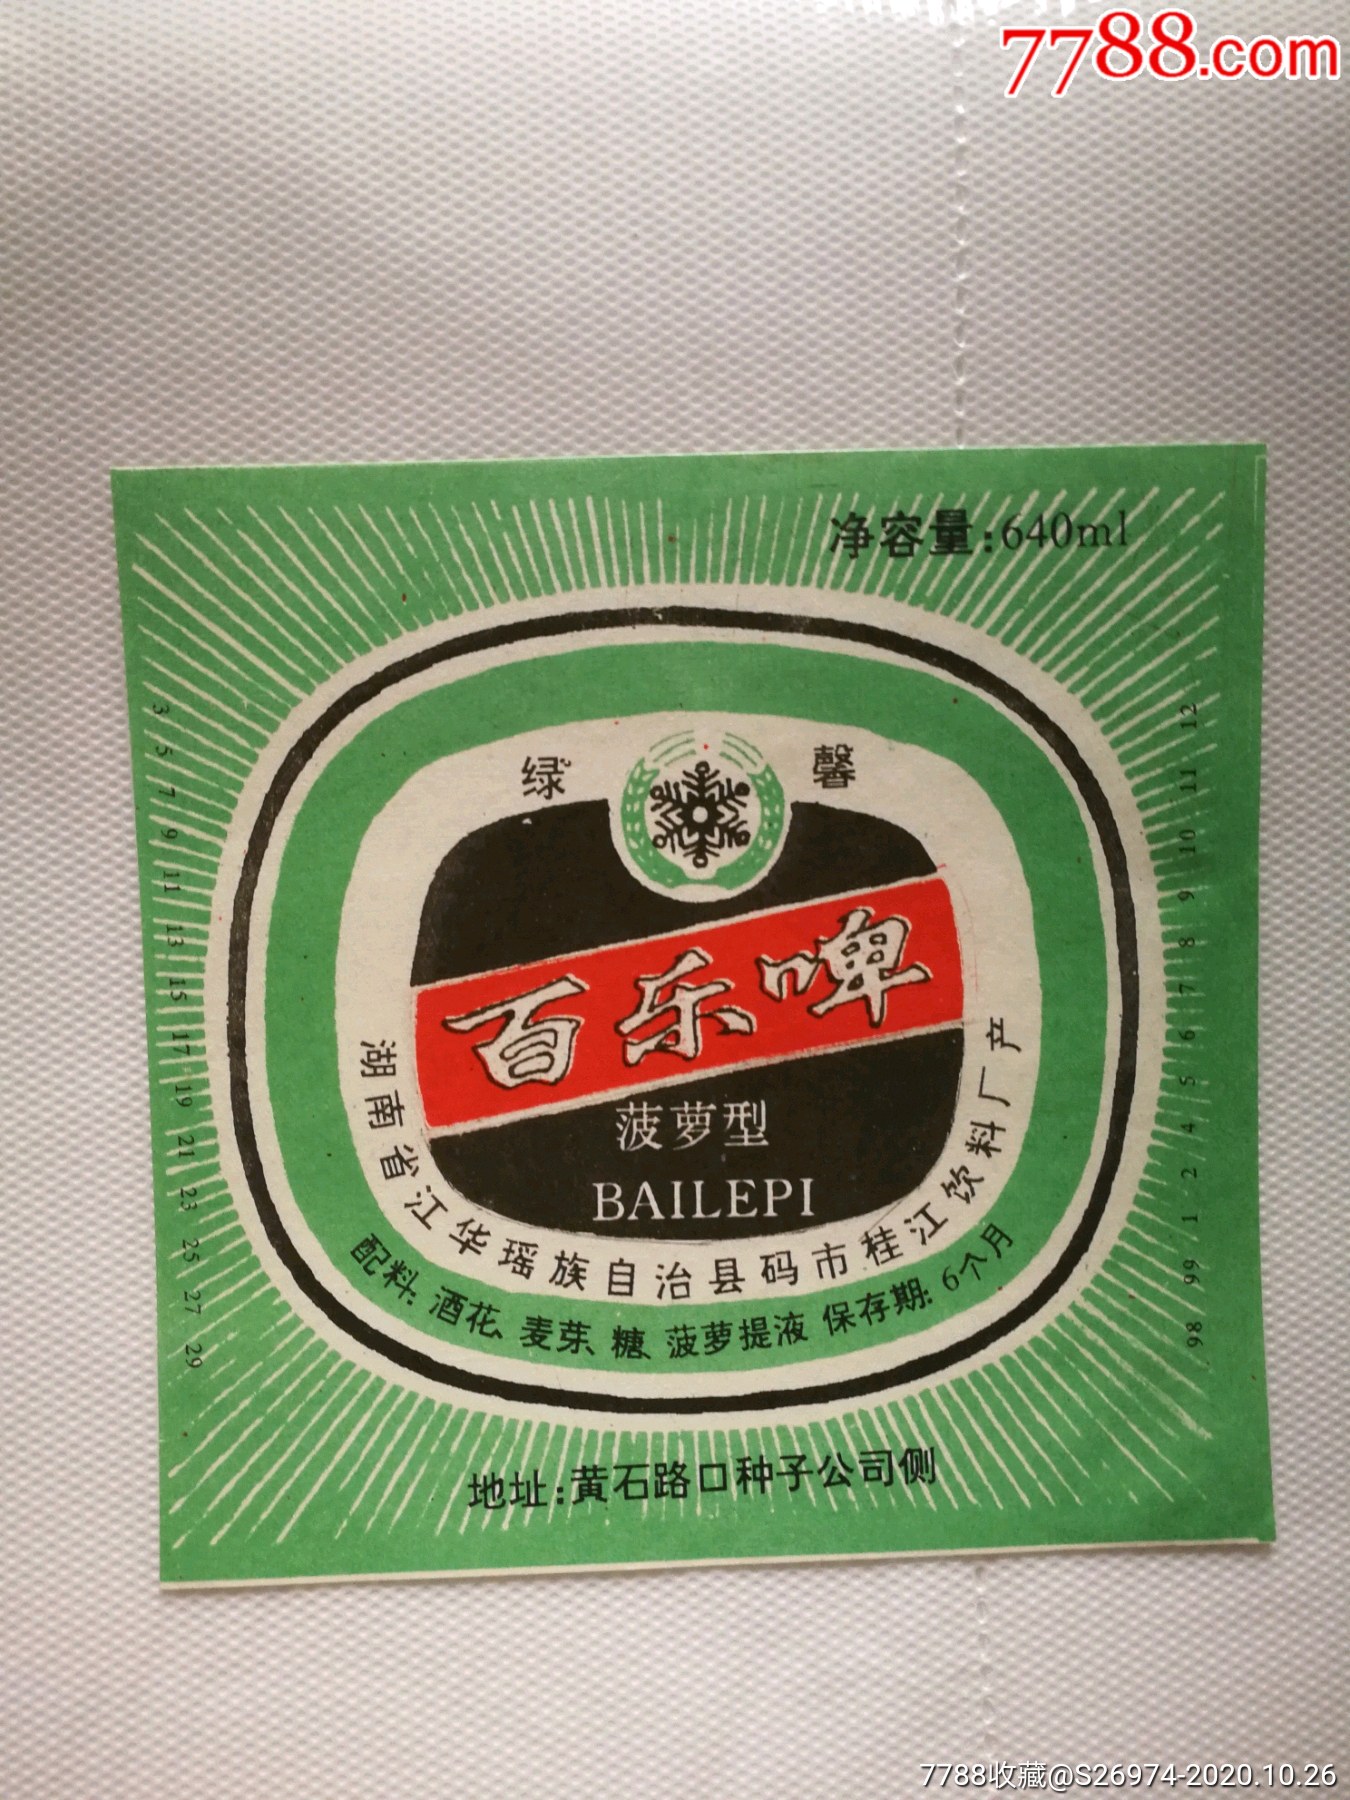 7788.com
净容量:640ml
绿 馨
百乐啤
菠萝型
BAILEPI
湖南省江华瑶族自治县码市桂江饮料厂产
配料:酒花、麦芽、糖、菠萝提液 保存期:6个月
地址:黄石路口种子公司侧
3 5 7 9 11 13 15 17 19 21 23 25 27 29
98 99 1 2 4 5 6 7 8 9 10 11 12
7788收藏@S26974-2020.10.26